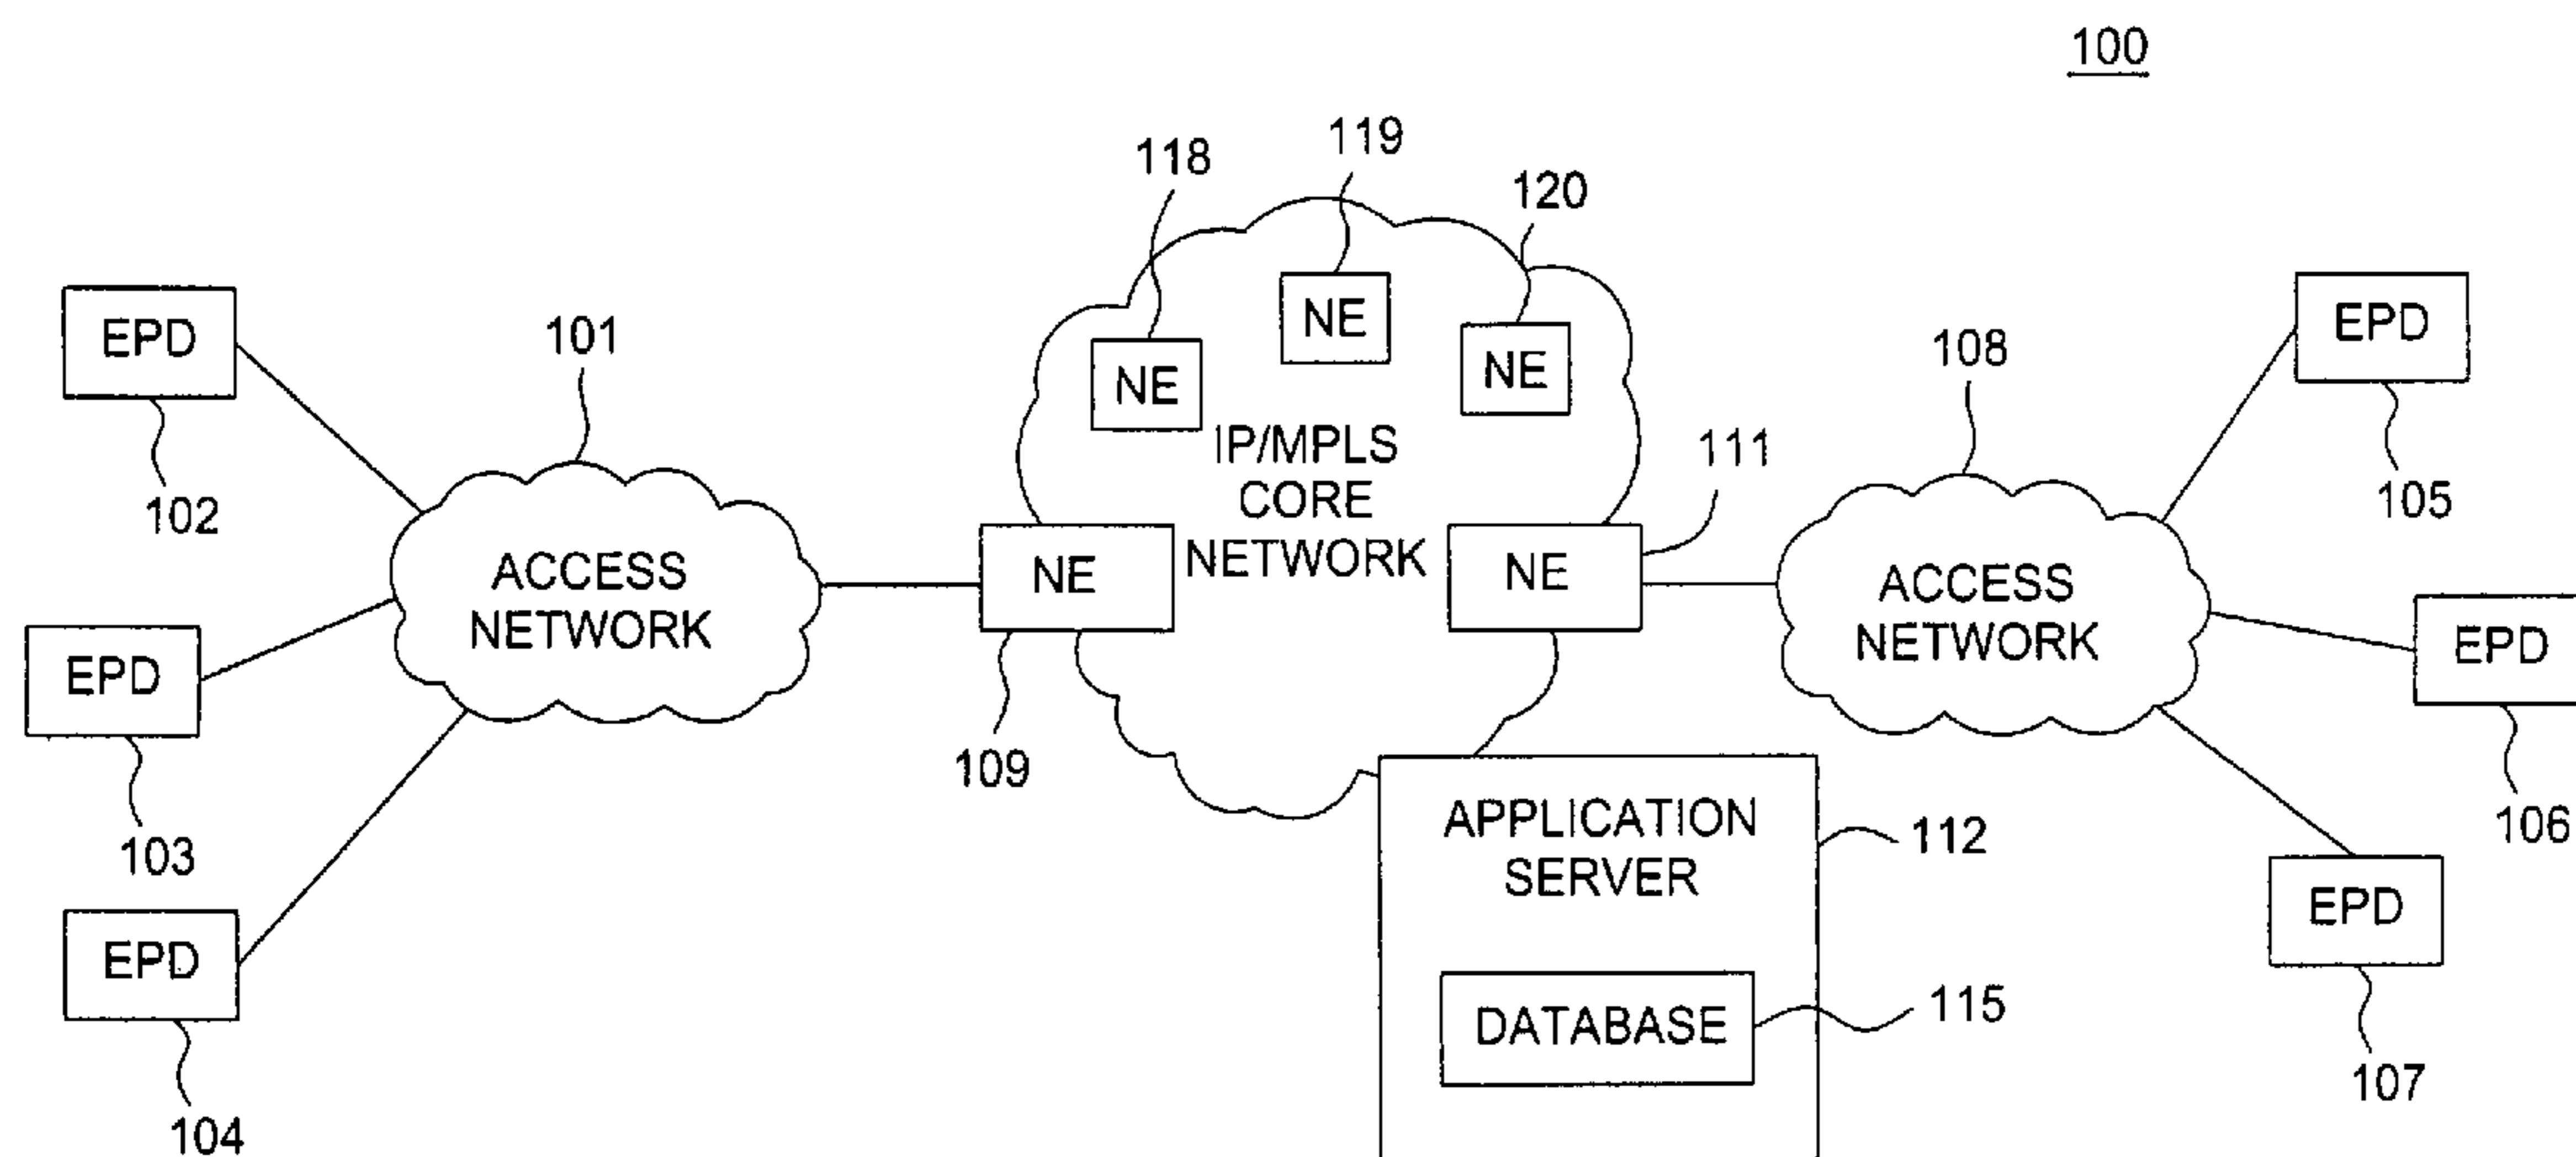 100
118
119
120
EPD
102
101
NE
NE
NE
108
EPD
105
IP/MPLS
CORE
NETWORK
111
ACCESS
NETWORK
NE
NE
ACCESS
NETWORK
EPD
103
109
EPD
106
APPLICATION
SERVER
112
EPD
104
DATABASE
115
EPD
107